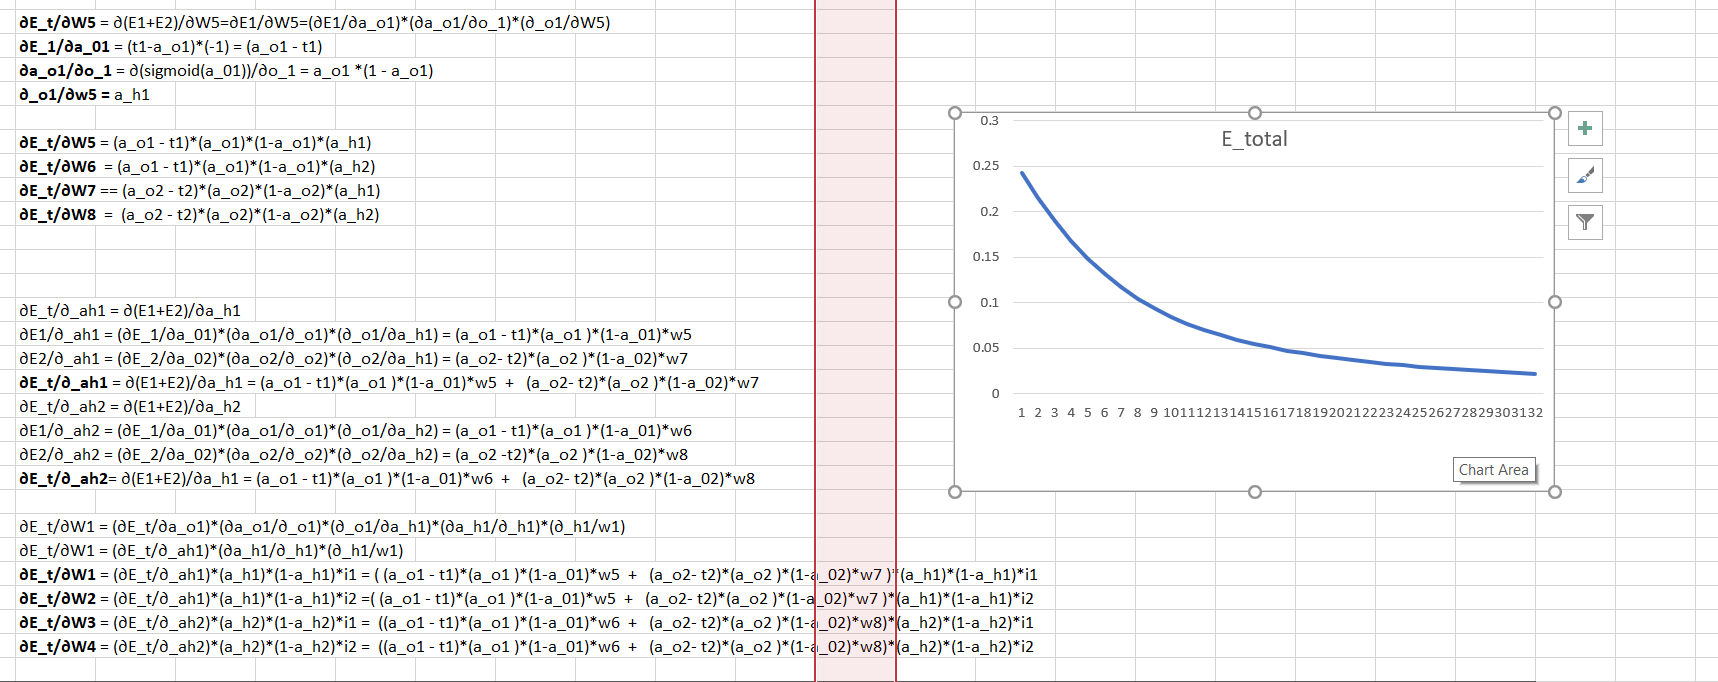 ∂E_t/∂W5 = ∂(E1+E2)/∂W5=∂E1/∂W5=(∂E1/∂a_o1)*(∂a_o1/∂o_1)*(∂_o1/∂W5)
∂E_1/∂a_01 = (t1-a_o1)*(-1) = (a_o1 - t1)
∂a_o1/∂o_1 = ∂(sigmoid(a_01))/∂o_1 = a_o1 *(1 - a_o1)
∂_o1/∂w5 = a_h1
∂E_t/∂W5 = (a_o1 - t1)*(a_o1)*(1-a_o1)*(a_h1)
∂E_t/∂W6 = (a_o1 - t1)*(a_o1)*(1-a_o1)*(a_h2)
∂E_t/∂W7 == (a_o2 - t2)*(a_o2)*(1-a_o2)*(a_h1)
∂E_t/∂W8 = (a_o2 - t2)*(a_o2)*(1-a_o2)*(a_h2)
∂E_t/∂_ah1 = ∂(E1+E2)/∂a_h1
∂E1/∂_ah1 = (∂E_1/∂a_01)*(∂a_o1/∂_o1)*(∂_o1/∂a_h1) = (a_o1 - t1)*(a_o1 )*(1-a_01)*w5
∂E2/∂_ah1 = (∂E_2/∂a_02)*(∂a_o2/∂_o2)*(∂_o2/∂a_h1) = (a_o2- t2)*(a_o2 )*(1-a_02)*w7
∂E_t/∂_ah1 = ∂(E1+E2)/∂a_h1 = (a_o1 - t1)*(a_o1 )*(1-a_01)*w5 + (a_o2- t2)*(a_o2 )*(1-a_02)*w7
∂E_t/∂_ah2 = ∂(E1+E2)/∂a_h2
∂E1/∂_ah2 = (∂E_1/∂a_01)*(∂a_o1/∂_o1)*(∂_o1/∂a_h2) = (a_o1 - t1)*(a_o1 )*(1-a_01)*w6
∂E2/∂_ah2 = (∂E_2/∂a_02)*(∂a_o2/∂_o2)*(∂_o2/∂a_h2) = (a_o2 -t2)*(a_o2 )*(1-a_02)*w8
∂E_t/∂_ah2= ∂(E1+E2)/∂a_h1 = (a_o1 - t1)*(a_o1 )*(1-a_01)*w6 + (a_o2- t2)*(a_o2 )*(1-a_02)*w8
∂E_t/∂W1 = (∂E_t/∂a_o1)*(∂a_o1/∂_o1)*(∂_o1/∂a_h1)*(∂a_h1/∂_h1)*(∂_h1/w1)
∂E_t/∂W1 = (∂E_t/∂_ah1)*(∂a_h1/∂_h1)*(∂_h1/w1)
∂E_t/∂W1 = (∂E_t/∂_ah1)*(a_h1)*(1-a_h1)*i1 = ( (a_o1 - t1)*(a_o1 )*(1-a_01)*w5 + (a_o2- t2)*(a_o2 )*(1-a_02)*w7 )*(a_h1)*(1-a_h1)*i1
∂E_t/∂W2 = (∂E_t/∂_ah1)*(a_h1)*(1-a_h1)*i2 =( (a_o1 - t1)*(a_o1 )*(1-a_01)*w5 + (a_o2- t2)*(a_o2 )*(1-a_02)*w7 )*(a_h1)*(1-a_h1)*i2
∂E_t/∂W3 = (∂E_t/∂_ah2)*(a_h2)*(1-a_h2)*i1 = ((a_o1 - t1)*(a_o1 )*(1-a_01)*w6 + (a_o2- t2)*(a_o2 )*(1-a_02)*w8)*(a_h2)*(1-a_h2)*i1
∂E_t/∂W4 = (∂E_t/∂_ah2)*(a_h2)*(1-a_h2)*i2 = ((a_o1 - t1)*(a_o1 )*(1-a_01)*w6 + (a_o2- t2)*(a_o2 )*(1-a_02)*w8)*(a_h2)*(1-a_h2)*i2
E_total
0.3
0.25
0.2
0.15
0.1
0.05
0
1 2 3 4 5 6 7 8 9 10 11 12 13 14 15 16 17 18 19 20 21 22 23 24 25 26 27 28 29 30 31 32
Chart Area